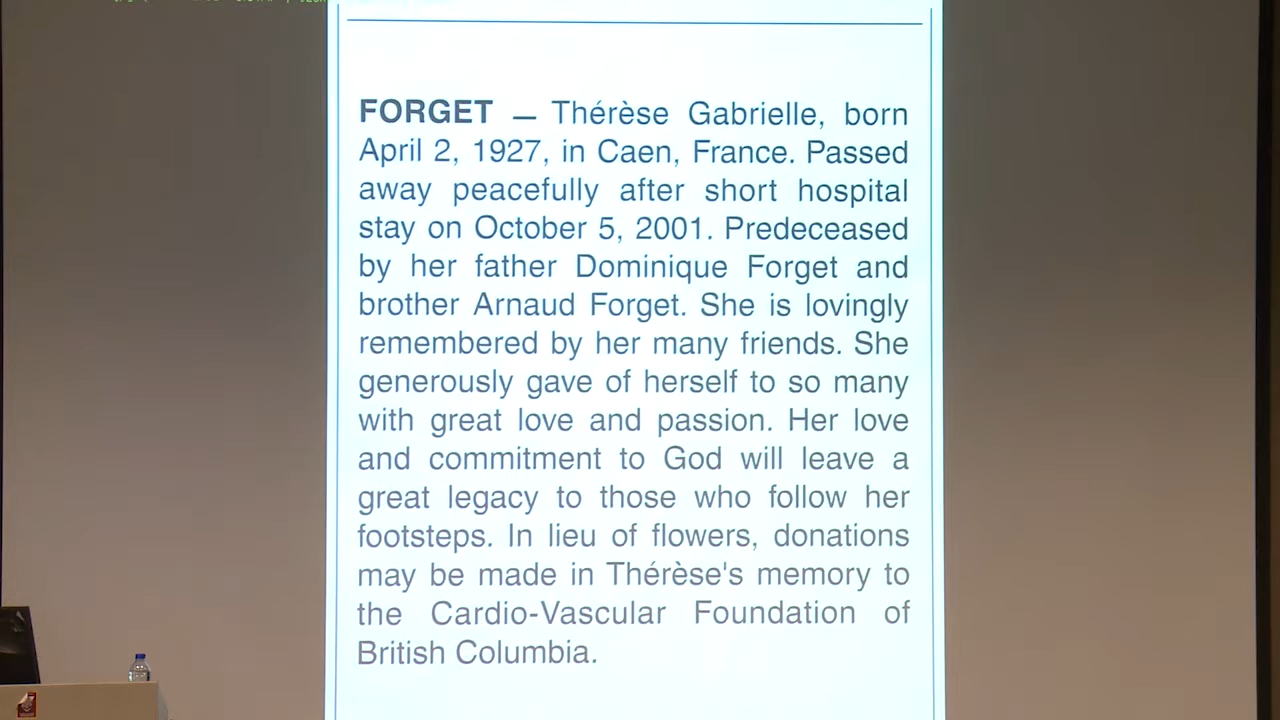 FORGET — Thérèse Gabrielle, born
April 2, 1927, in Caen, France. Passed
away peacefully after short hospital
stay on October 5, 2001. Predeceased
by her father Dominique Forget and
brother Arnaud Forget. She is lovingly
remembered by her many friends. She
generously gave of herself to so many
with great love and passion. Her love
and commitment to God will leave a
great legacy to those who follow her
footsteps. In lieu of flowers, donations
may be made in Thérèse's memory to
the Cardio-Vascular Foundation of
British Columbia.